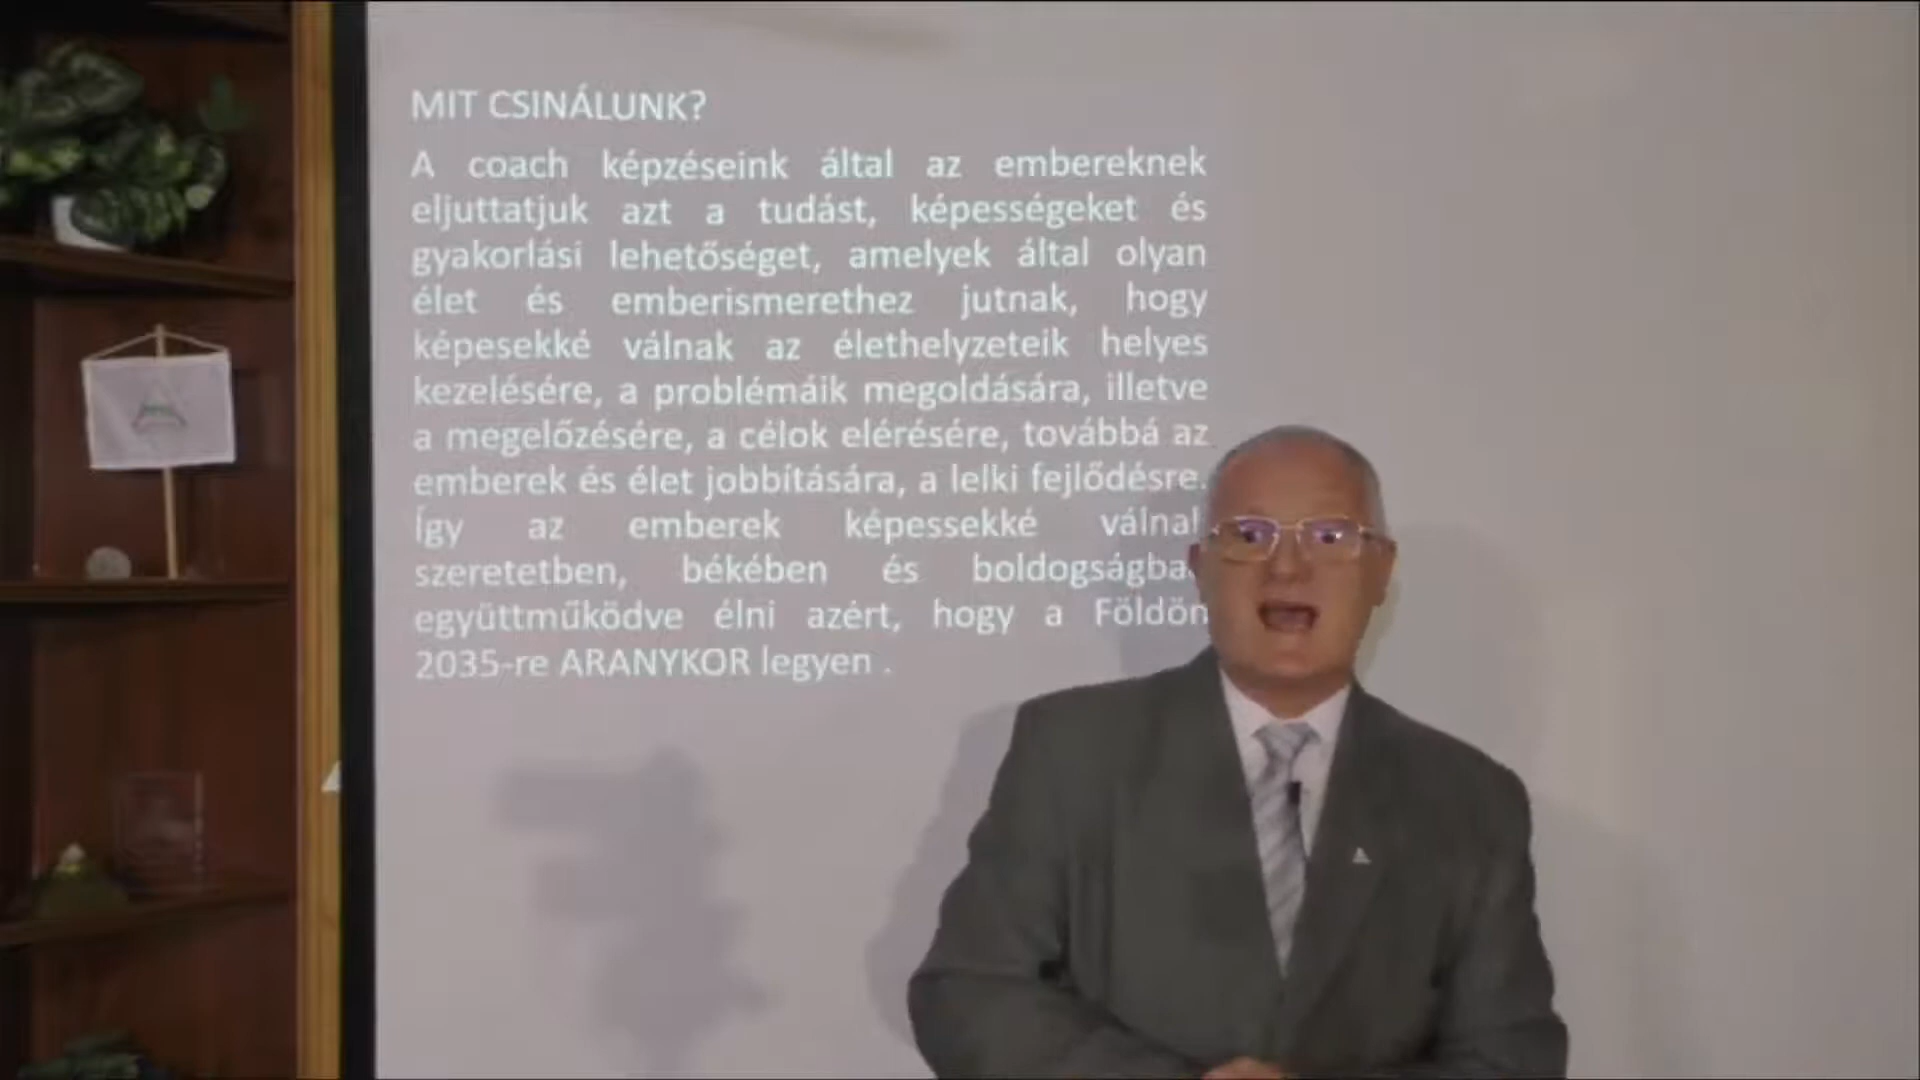 MIT CSINÁLUNK?
A coach képzéseink által az embereknek
eljuttatjuk azt a tudást, képességeket és
gyakorlási lehetőséget, amelyek által olyan
élet és emberismerethez jutnak, hogy
képesekké válnak az élethelyzeteik helyes
kezelésére, a problémáik megoldására, illetve
a megelőzésére, a célok elérésére, továbbá az
emberek és élet jobbítására, a lelki fejlődésre.
Így az emberek képessekké
szeretetben, békében és
együttműködve élni azért, hogy a Földön
2035-re ARANYKOR legyen .